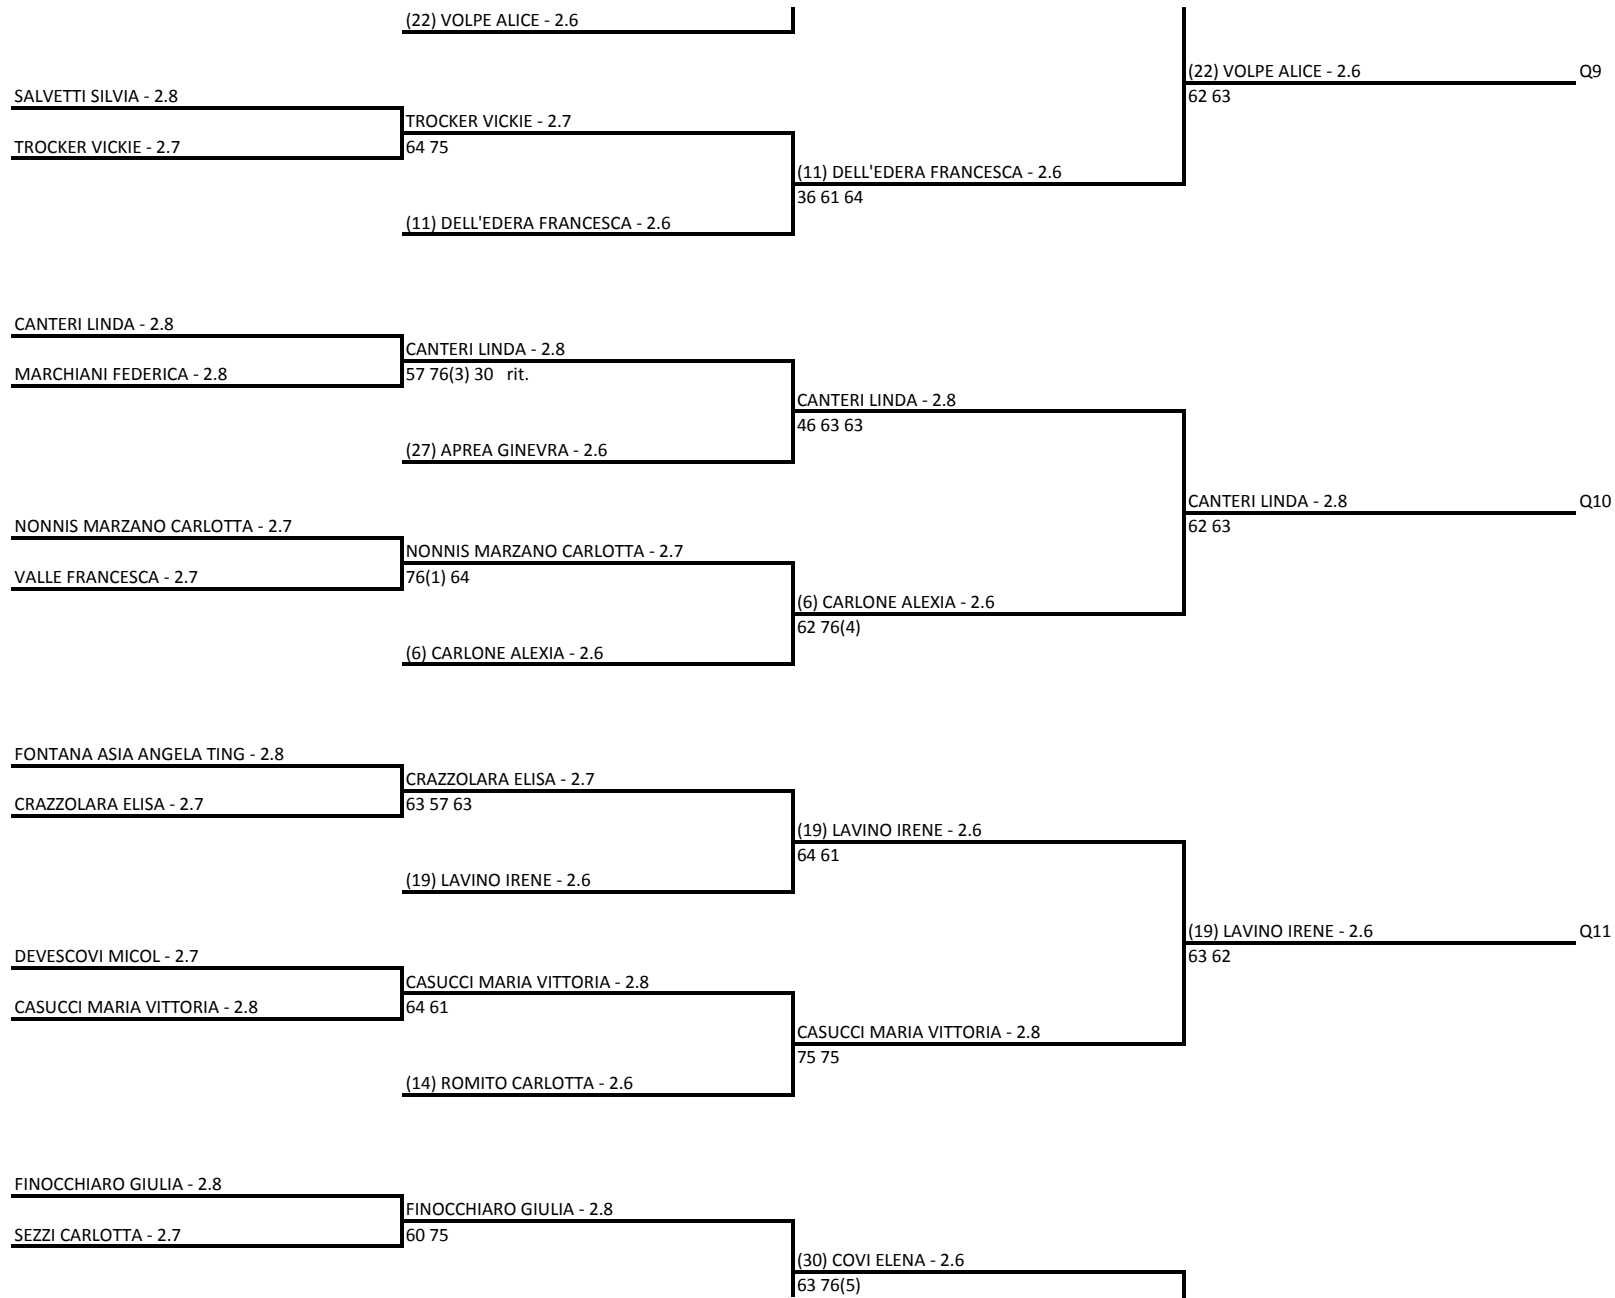 (22) VOLPE ALICE - 2.6
(22) VOLPE ALICE - 2.6
Q9
62 63
SALVETTI SILVIA - 2.8
TROCKER VICKIE - 2.7
TROCKER VICKIE - 2.7
64 75
(11) DELL'EDERA FRANCESCA - 2.6
36 61 64
(11) DELL'EDERA FRANCESCA - 2.6
CANTERI LINDA - 2.8
CANTERI LINDA - 2.8
MARCHIANI FEDERICA - 2.8
57 76(3) 30 rit.
CANTERI LINDA - 2.8
46 63 63
(27) APREA GINEVRA - 2.6
CANTERI LINDA - 2.8
Q10
62 63
NONNIS MARZANO CARLOTTA - 2.7
NONNIS MARZANO CARLOTTA - 2.7
VALLE FRANCESCA - 2.7
76(1) 64
(6) CARLONE ALEXIA - 2.6
62 76(4)
(6) CARLONE ALEXIA - 2.6
FONTANA ASIA ANGELA TING - 2.8
CRAZZOLARA ELISA - 2.7
CRAZZOLARA ELISA - 2.7
63 57 63
(19) LAVINO IRENE - 2.6
64 61
(19) LAVINO IRENE - 2.6
(19) LAVINO IRENE - 2.6
Q11
63 62
DEVESCOVI MICOL - 2.7
CASUCCI MARIA VITTORIA - 2.8
CASUCCI MARIA VITTORIA - 2.8
64 61
CASUCCI MARIA VITTORIA - 2.8
75 75
(14) ROMITO CARLOTTA - 2.6
FINOCCHIARO GIULIA - 2.8
FINOCCHIARO GIULIA - 2.8
SEZZI CARLOTTA - 2.7
60 75
(30) COVI ELENA - 2.6
63 76(5)